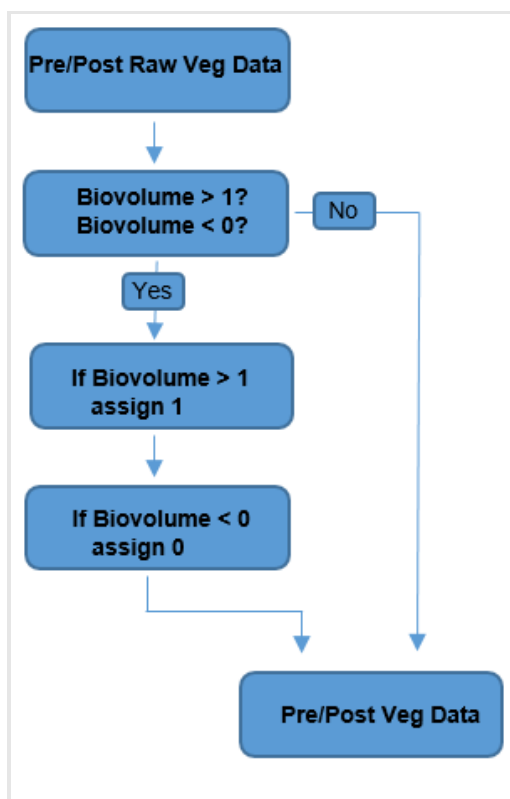 Pre/Post Raw Veg Data
Biovolume > 1?
Biovolume < 0?
No
Yes
If Biovolume > 1
assign 1
If Biovolume < 0
assign 0
Pre/Post Veg Data